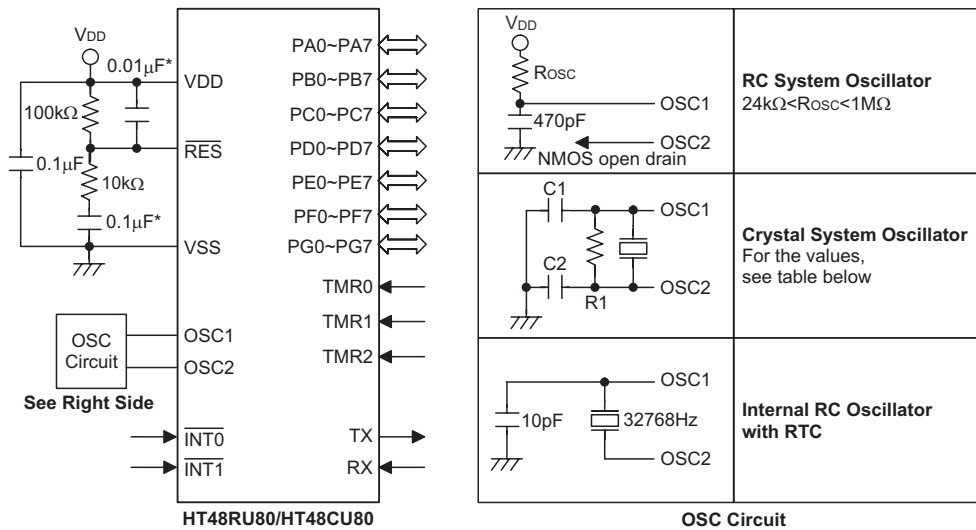 VDD
0.01μF*
VDD
100kΩ
RES
0.1μF
10kΩ
0.1μF*
VSS
OSC
Circuit
OSC1
OSC2
See Right Side
INT0
INT1
PA0~PA7
PB0~PB7
PC0~PC7
PD0~PD7
PE0~PE7
PF0~PF7
PG0~PG7
TMR0
TMR1
TMR2
TX
RX
HT48RU80/HT48CU80
VDD
ROSC
OSC1
470pF
OSC2
NMOS open drain
RC System Oscillator
24kΩ<ROSC<1MΩ
C1
OSC1
C2
OSC2
R1
Crystal System Oscillator
For the values,
see table below
OSC1
10pF
32768Hz
OSC2
Internal RC Oscillator
with RTC
OSC Circuit